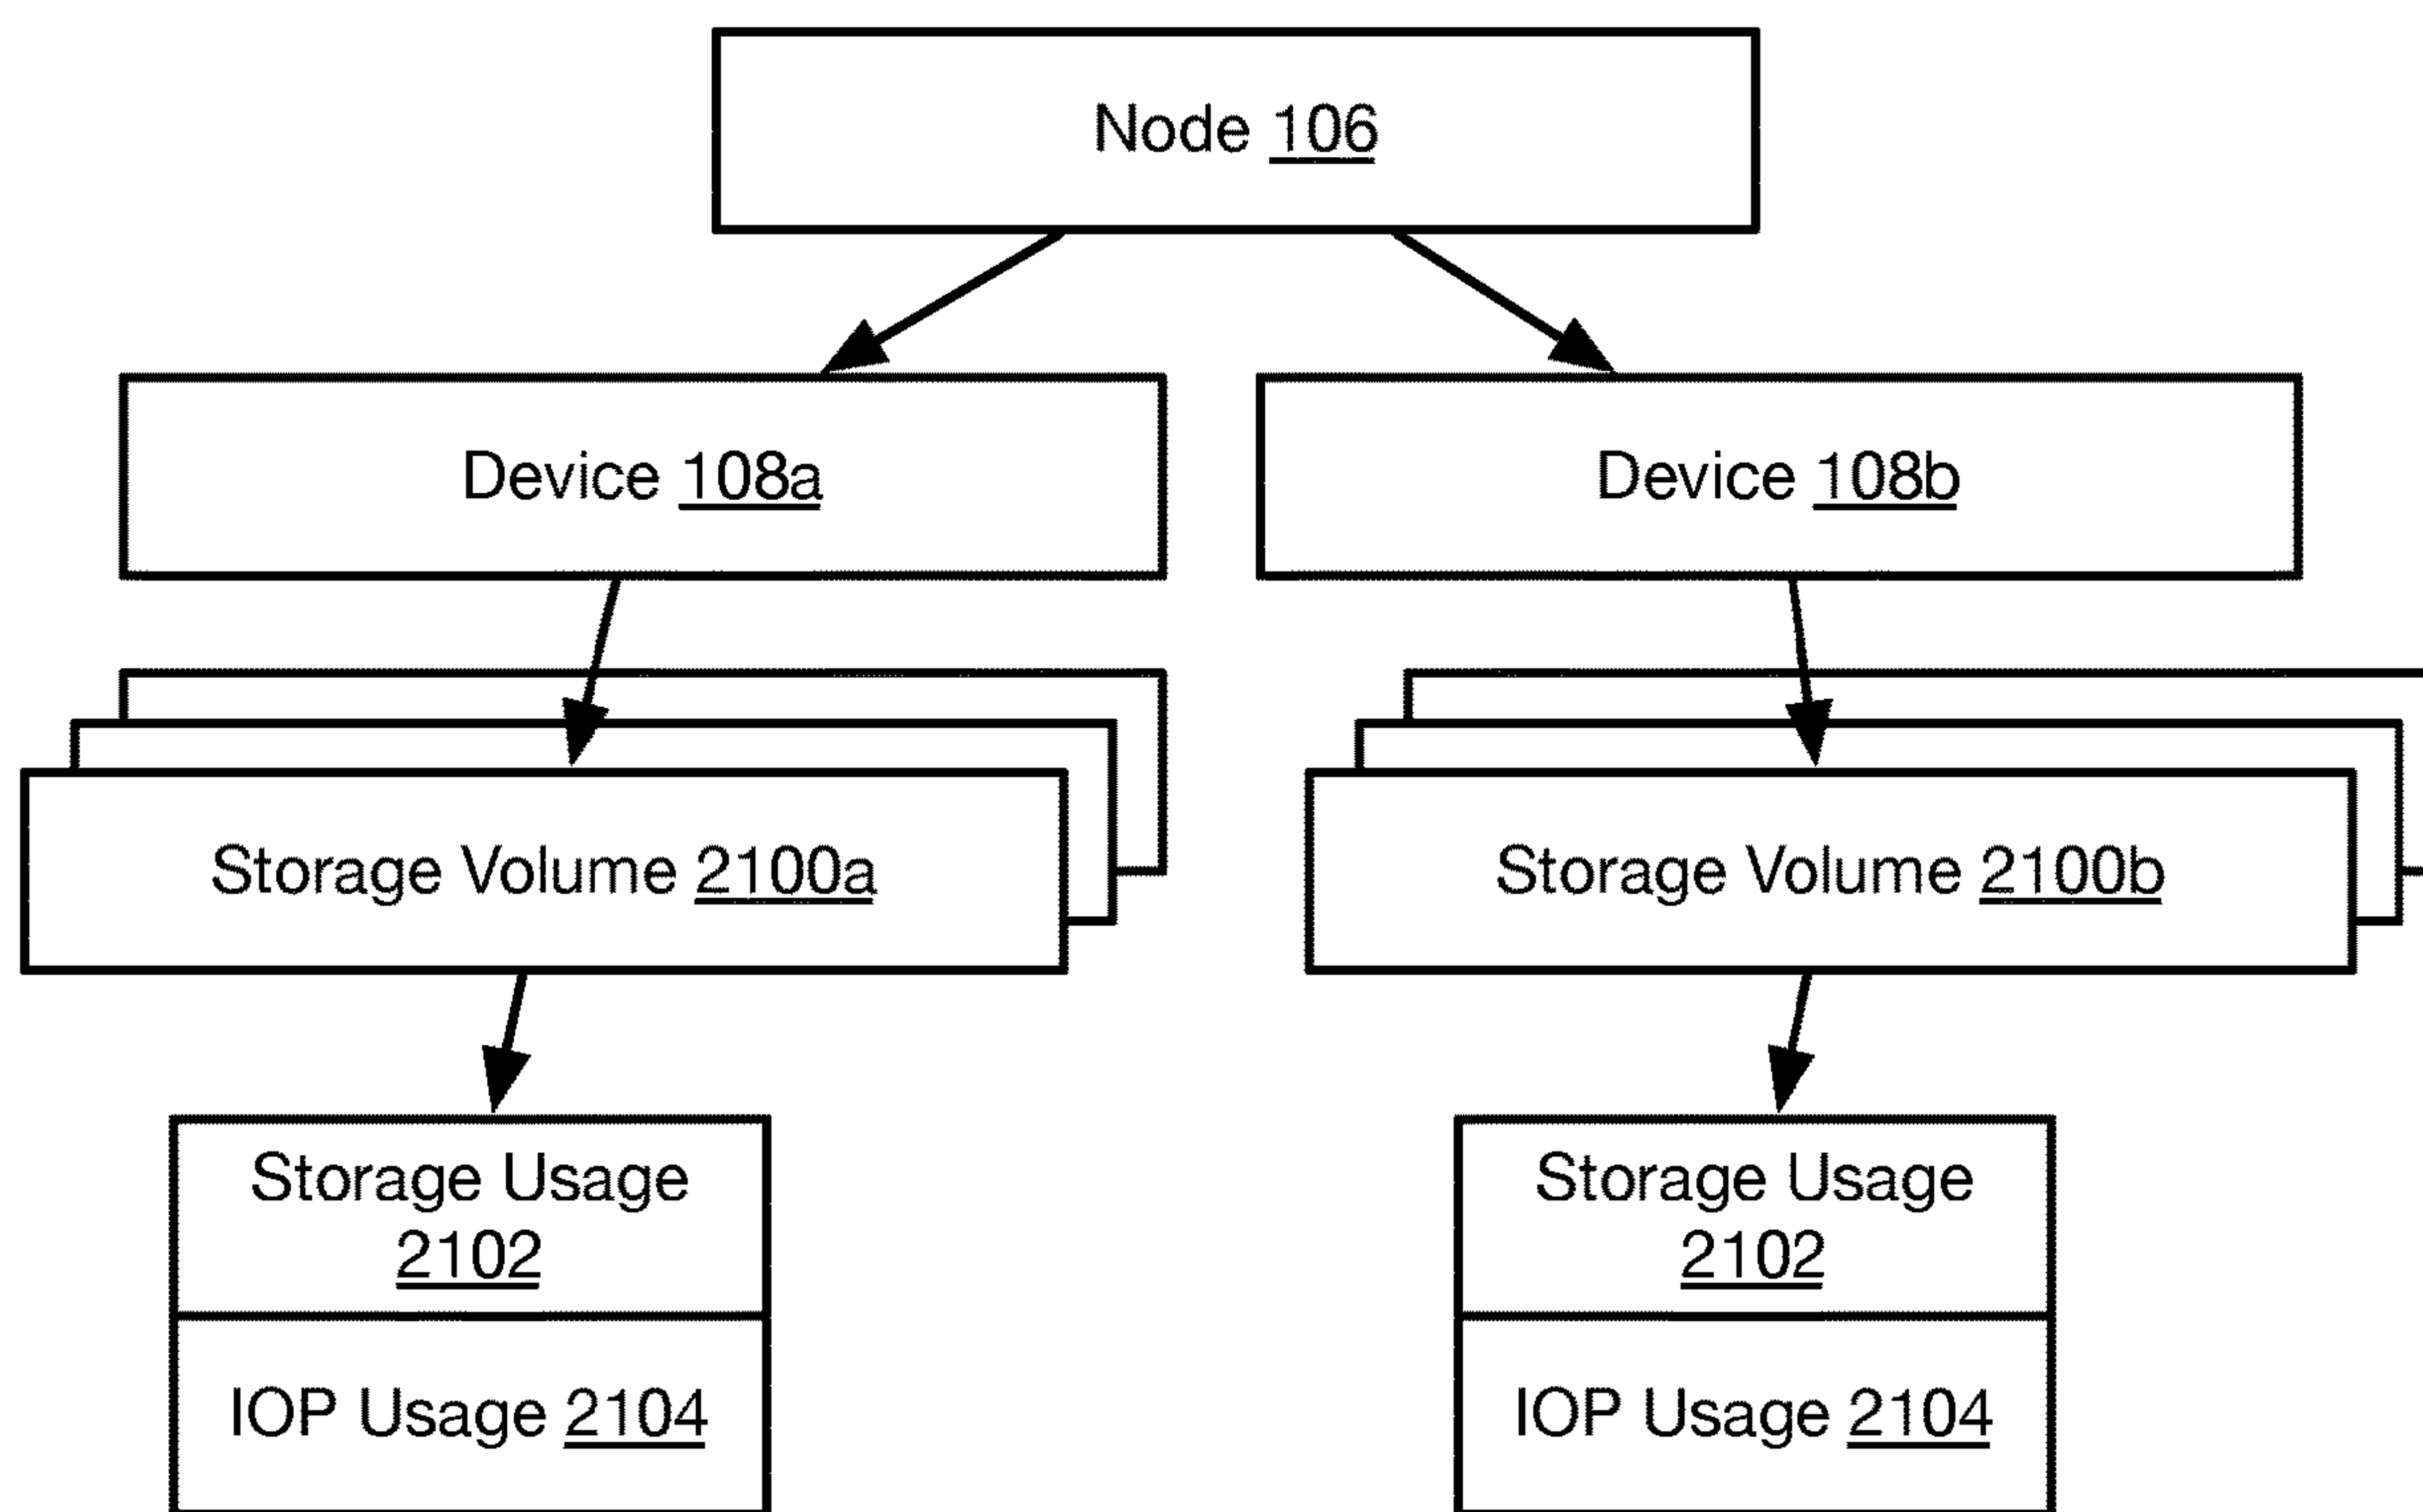 Node 106
Device 108a
Device 108b
Storage Volume 2100a
Storage Volume 2100b
Storage Usage
2102
Storage Usage
2102
IOP Usage 2104
IOP Usage 2104